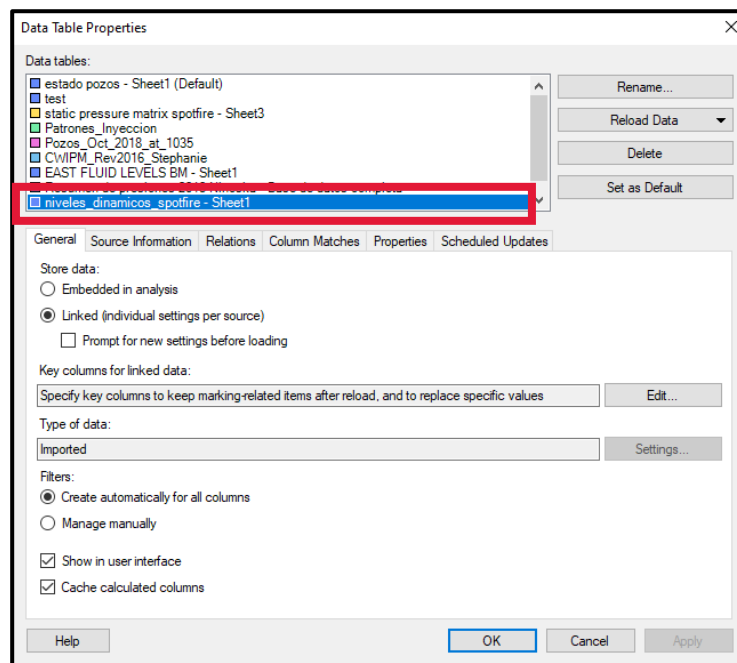 Data Table Properties
Data tables:
estado pozos - Sheet1 (Default)
test
static pressure matrix spotfire - Sheet3
Patrones_Inyeccion
Pozos_Oct_2018_at_1035
CWIPM_Rev2016_Stephanie
EAST FLUID LEVELS BM - Sheet1
niveles_dinamicos_spotfire - Sheet1
Rename...
Reload Data
Delete
Set as Default
General Source Information Relations Column Matches Properties Scheduled Updates
Store data:
Embedded in analysis
Linked (individual settings per source)
Prompt for new settings before loading
Key columns for linked data:
Specify key columns to keep marking-related items after reload, and to replace specific values Edit...
Type of data:
Imported Settings...
Filters:
Create automatically for all columns
Manage manually
Show in user interface
Cache calculated columns
Help OK Cancel Apply